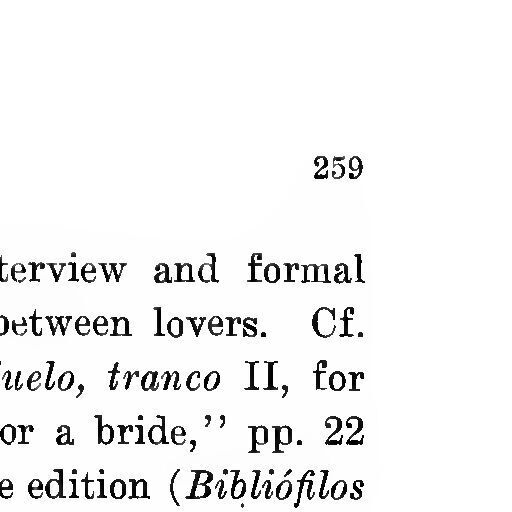 259
terview and formal
between lovers. Cf.
uelo, tranco II, for
or a bride,'' pp. 22
e edition (Bibliófilos